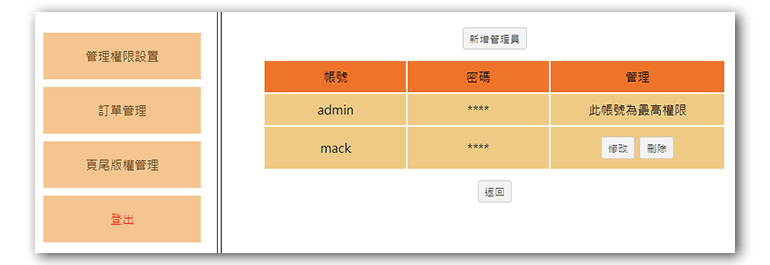 管理權限設置
訂單管理
頁尾版權管理
登出
新增管理員
帳號 密碼 管理
admin **** 此帳號為最高權限
mack **** 修改 刪除
返回